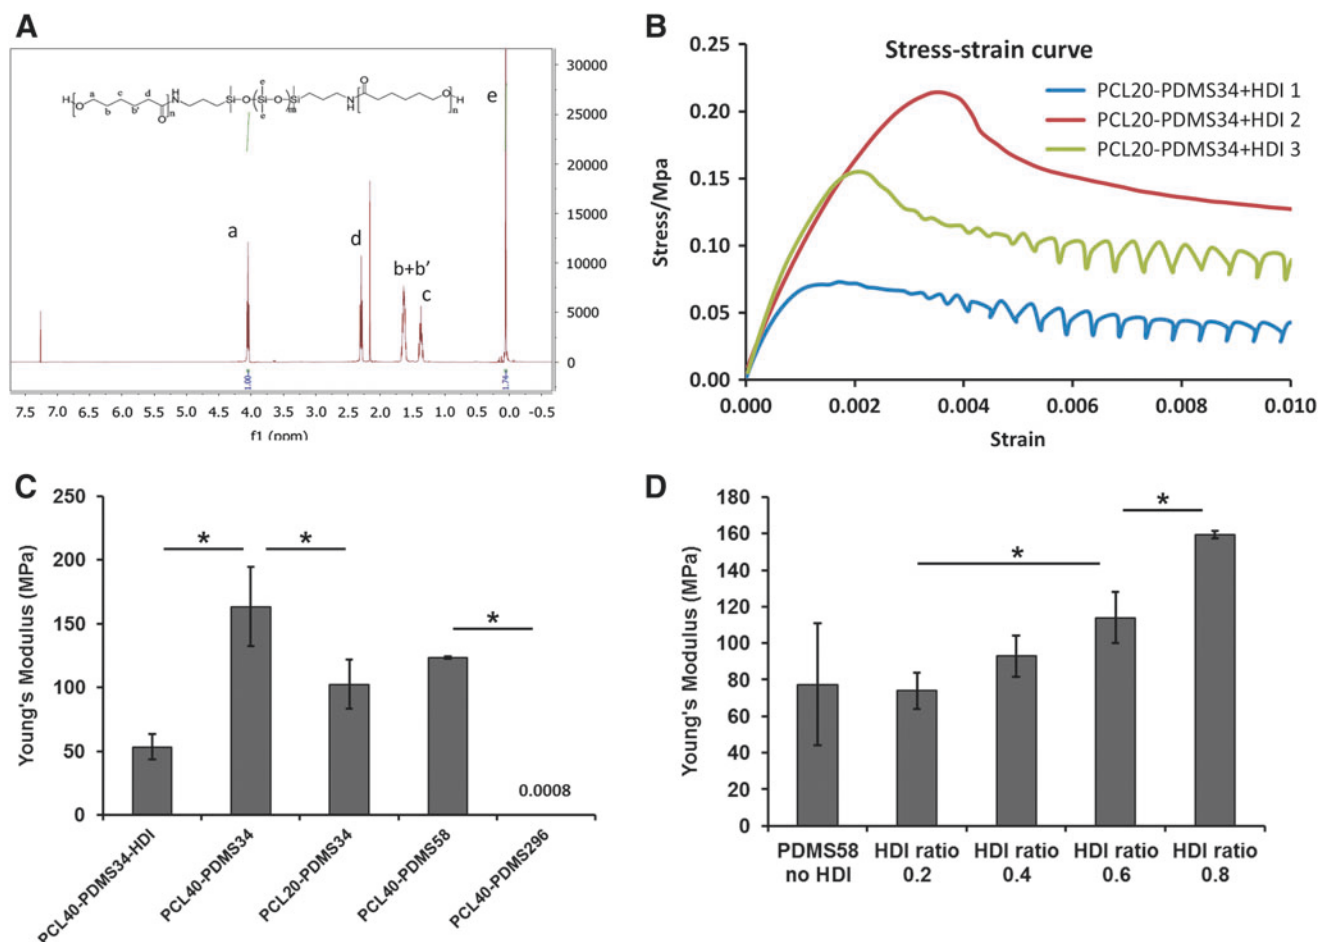 A
30000
25000
20000
15000
10000
5000
0
H O a b c b' d O n N H Si O Si e e m Si N H O n O H
a
d
b+b'
c
e
1.00
1.74
7.5 7.0 6.5 6.0 5.5 5.0 4.5 4.0 3.5 3.0 2.5 2.0 1.5 1.0 0.5 0.0 -0.5
f1 (ppm)
B
Stress-strain curve
PCL20-PDMS34+HDI 1
PCL20-PDMS34+HDI 2
PCL20-PDMS34+HDI 3
Stress/Mpa
0.25
0.20
0.15
0.10
0.05
0.00
0.000 0.002 0.004 0.006 0.008 0.010
Strain
C
Young's Modulus (MPa)
250
200
150
100
50
0
* * *
0.0008
PCL40-PDMS34-HDI
PCL40-PDMS34
PCL20-PDMS34
PCL40-PDMS58
PCL40-PDMS296
D
Young's Modulus (MPa)
180
160
140
120
100
80
60
40
20
0
* *
PDMS58 no HDI
HDI ratio 0.2
HDI ratio 0.4
HDI ratio 0.6
HDI ratio 0.8